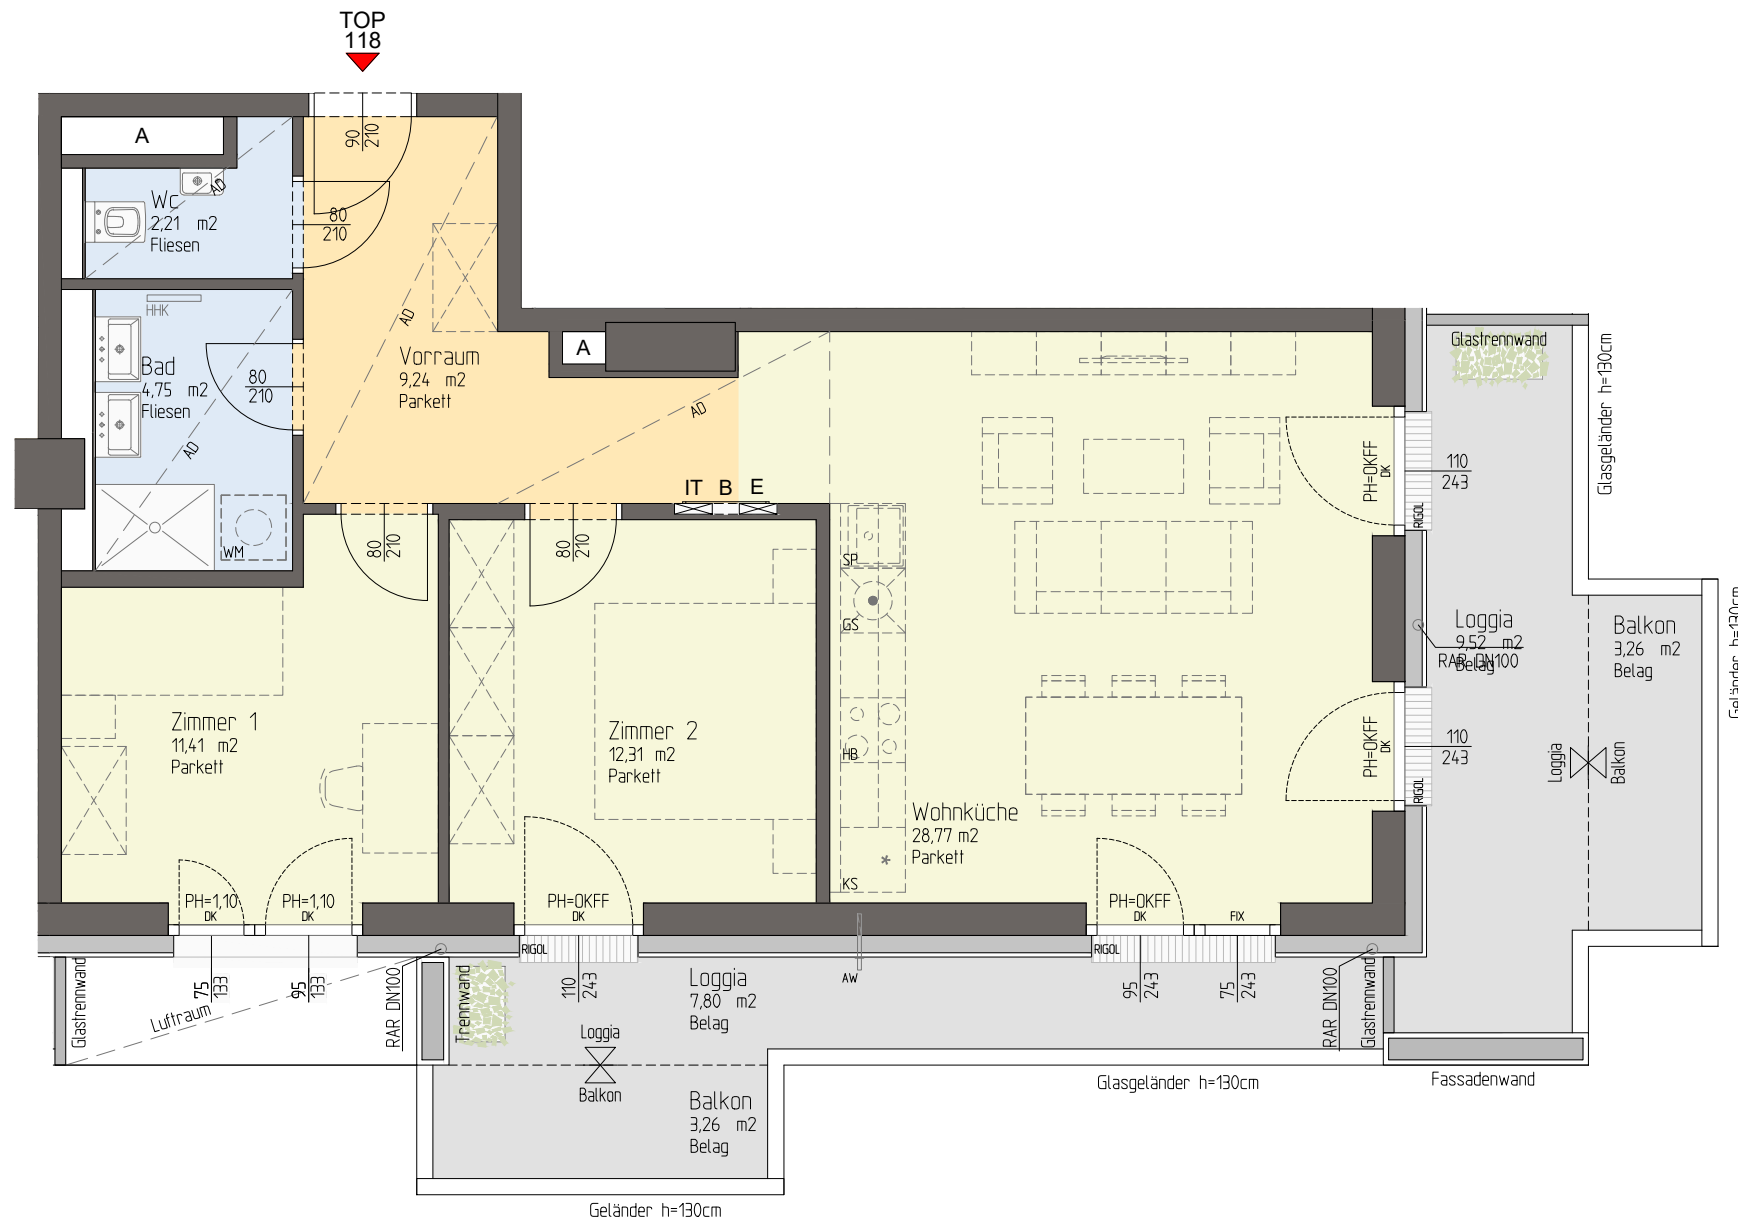 TOP
118
A
90
210
Wc
2,21 m2
Fliesen
AD
80
210
HHK
Bad
4,75 m2
Fliesen
AD
80
210
WM
AD
Vorraum
9,24 m2
Parkett
A
AD
IT B E
80
210
80
210
Zimmer 1
11,41 m2
Parkett
Zimmer 2
12,31 m2
Parkett
SP
GS
HB
KS
Wohnküche
28,77 m2
Parkett
*
PH=OKFF
DK
RIGOL
110
243
PH=OKFF
DK
RIGOL
110
243
Glastrennwand
Glasgeländer h=130cm
Loggia
9,52 m2
Belag
RAR DN100
Balkon
3,26 m2
Belag
Geländer h=130cm
Loggia
Balkon
PH=1,10
DK
PH=1,10
DK
PH=OKFF
DK
PH=OKFF
DK
FIX
Glastrennwand
75
133
95
133
Luftraum
RAR DN100
Trennwand
RIGOL
110
243
Loggia
7,80 m2
Belag
Loggia
Balkon
Balkon
3,26 m2
Belag
AW
RIGOL
95
243
75
243
RAR DN100
Glastrennwand
Glasgeländer h=130cm
Fassadenwand
Geländer h=130cm